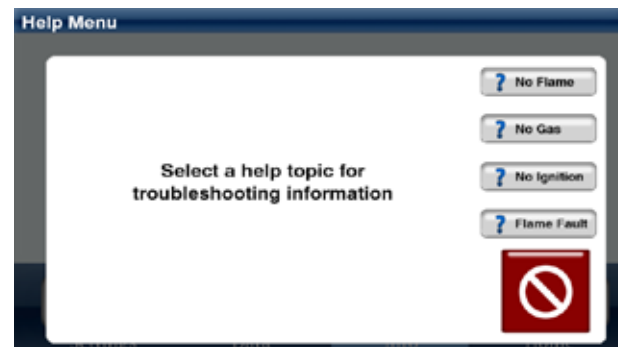 Help Menu
No Flame
No Gas
Select a help topic for
troubleshooting information
No Ignition
Flame Fault